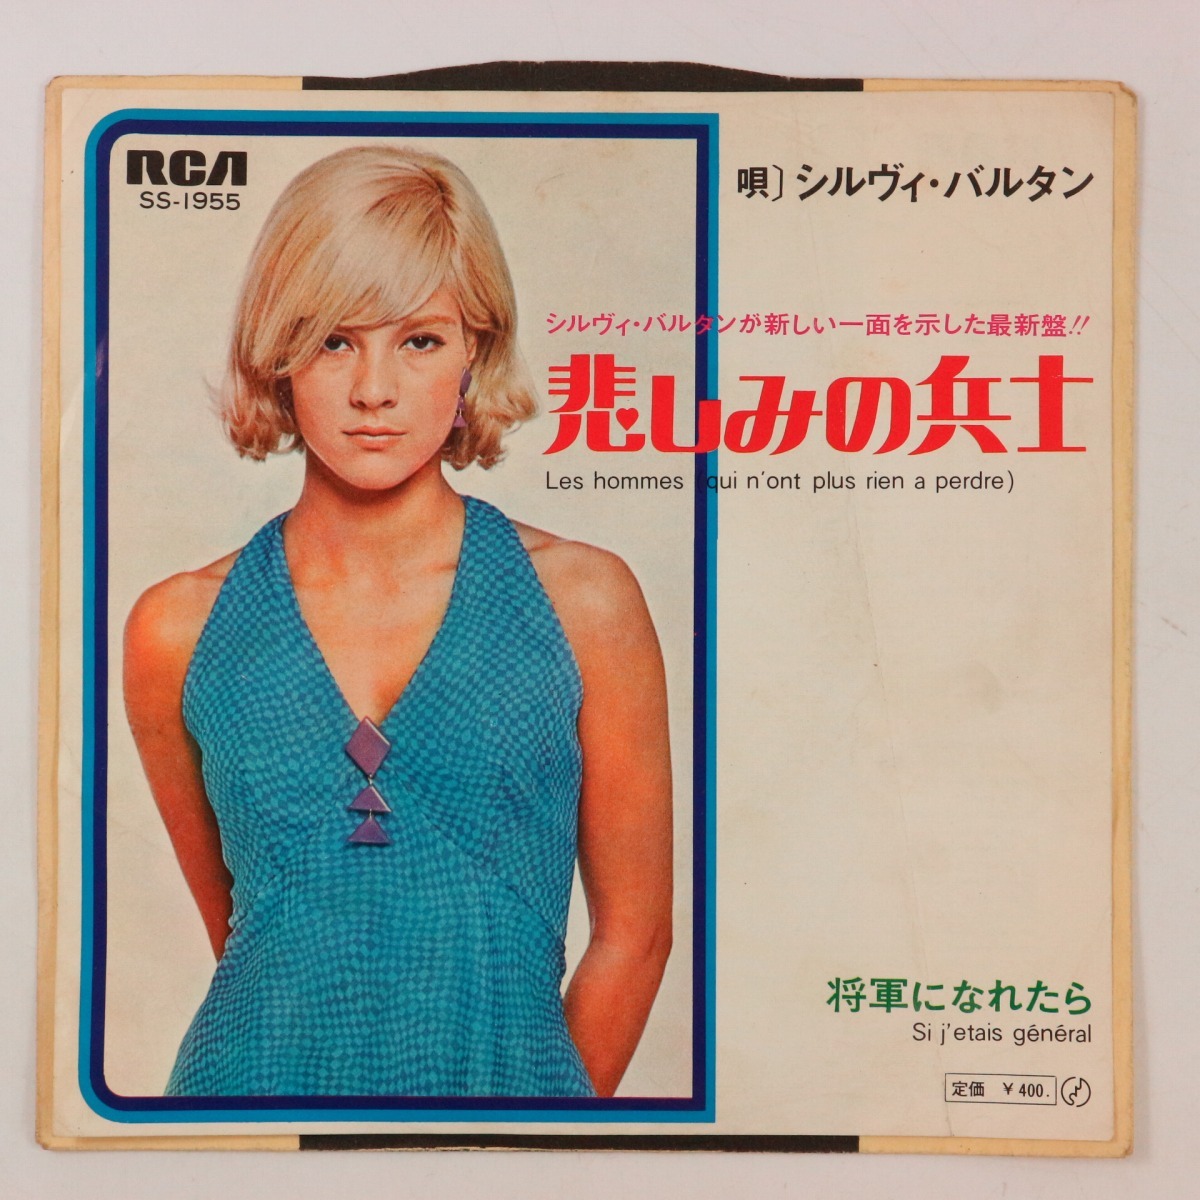 RCA
SS-1955
唄〕シルヴィ・バルタン
シルヴィ・バルタンが新しい一面を示した最新盤!!
悲しみの兵士
Les hommes (qui n'ont plus rien a perdre)
将軍になれたら
Si j'etais général
定価 ¥400.